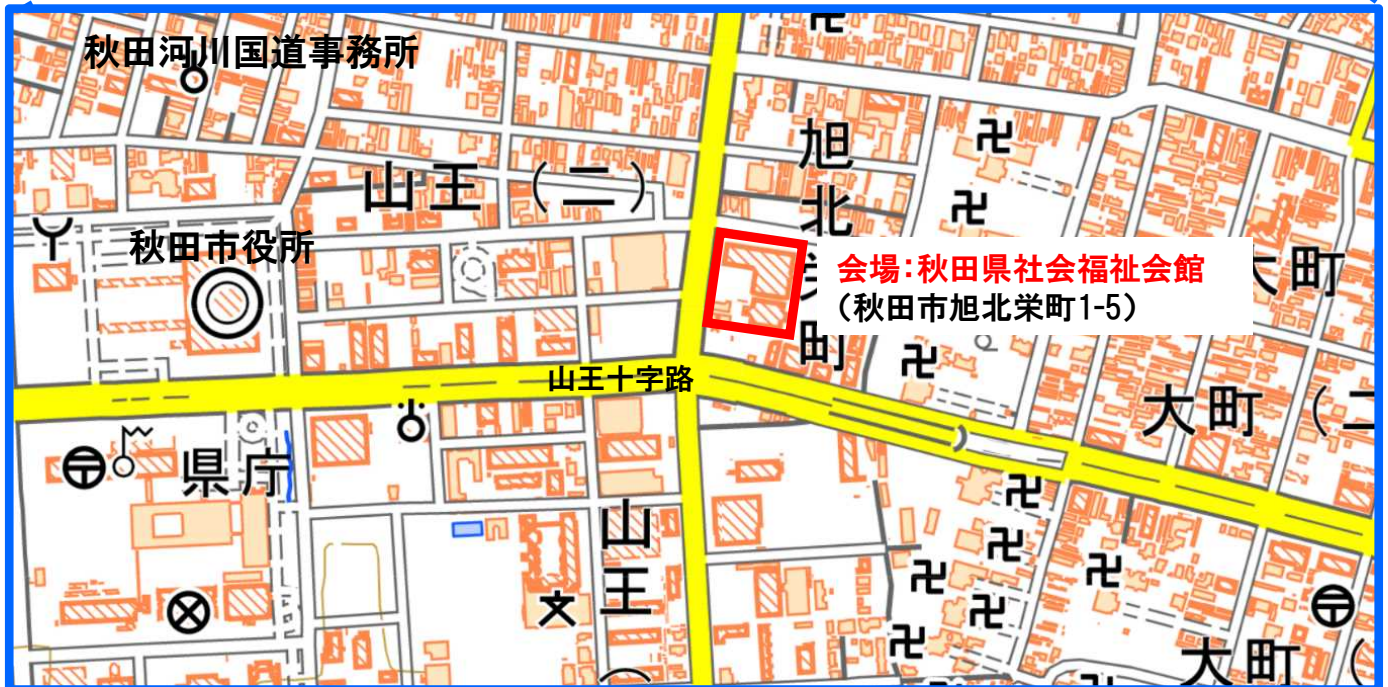 秋田河川国道事務所
山王（二）
旭北栄町
秋田市役所
会場：秋田県社会福祉会館
（秋田市旭北栄町1-5）
大町
山王十字路
大町（二
県庁
山王（
大町（